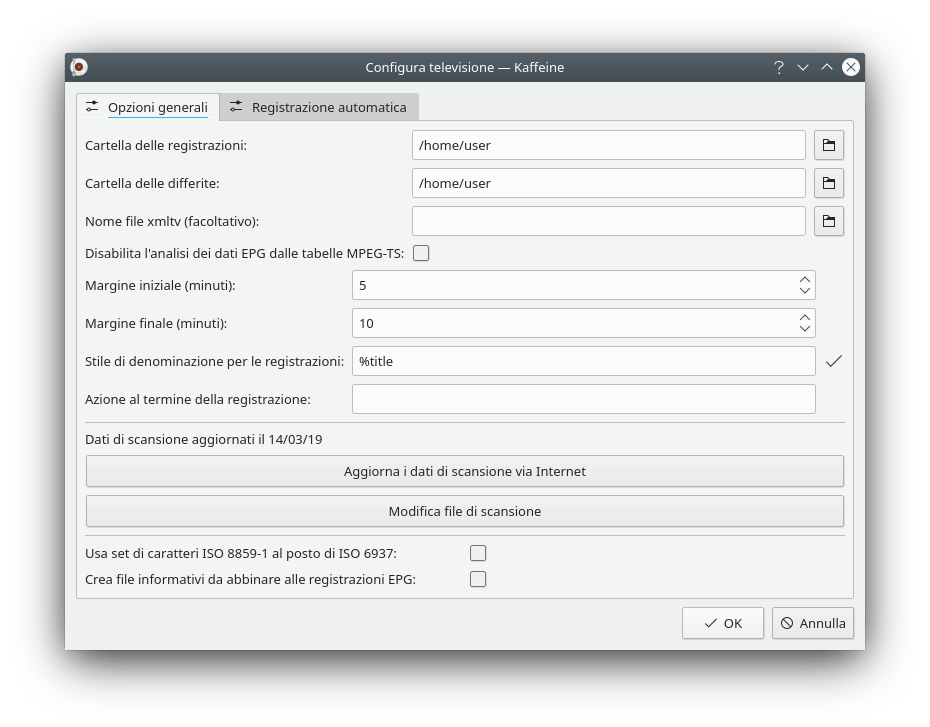 Configura televisione — Kaffeine
Opzioni generali Registrazione automatica
Cartella delle registrazioni: /home/user
Cartella delle differite: /home/user
Nome file xmltv (facoltativo):
Disabilita l'analisi dei dati EPG dalle tabelle MPEG-TS:
Margine iniziale (minuti): 5
Margine finale (minuti): 10
Stile di denominazione per le registrazioni: %title
Azione al termine della registrazione:
Dati di scansione aggiornati il 14/03/19
Aggiorna i dati di scansione via Internet
Modifica file di scansione
Usa set di caratteri ISO 8859-1 al posto di ISO 6937:
Crea file informativi da abbinare alle registrazioni EPG:
OK Annulla